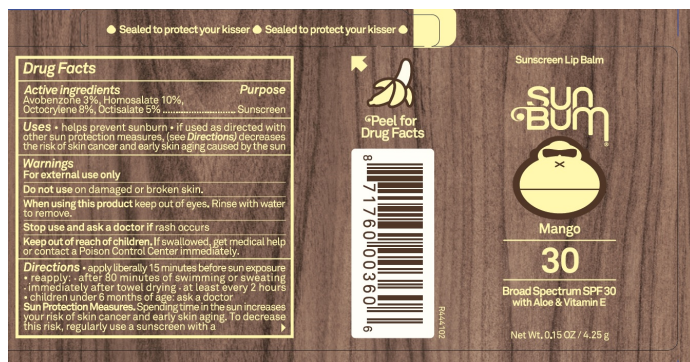 Sealed to protect your kisser Sealed to protect your kisser
Drug Facts
Active ingredients Purpose
Avobenzone 3%, Homosalate 10%,
Octocrylene 8%, Octisalate 5% ........................ Sunscreen
Uses • helps prevent sunburn • if used as directed with
other sun protection measures, (see Directions) decreases
the risk of skin cancer and early skin aging caused by the sun
Warnings
For external use only
Do not use on damaged or broken skin.
When using this product keep out of eyes. Rinse with water
to remove.
Stop use and ask a doctor if rash occurs
Keep out of reach of children. If swallowed, get medical help
or contact a Poison Control Center immediately.
Directions • apply liberally 15 minutes before sun exposure
• reapply: • after 80 minutes of swimming or sweating
• immediately after towel drying • at least every 2 hours
• children under 6 months of age: ask a doctor
Sun Protection Measures. Spending time in the sun increases
your risk of skin cancer and early skin aging. To decrease
this risk, regularly use a sunscreen with a
Peel for
Drug Facts
8 71760 00360 6
R444102
Sunscreen Lip Balm
SUN
BUM®
Mango
30
Broad Spectrum SPF 30
with Aloe & Vitamin E
Net Wt. 0.15 OZ / 4.25 g